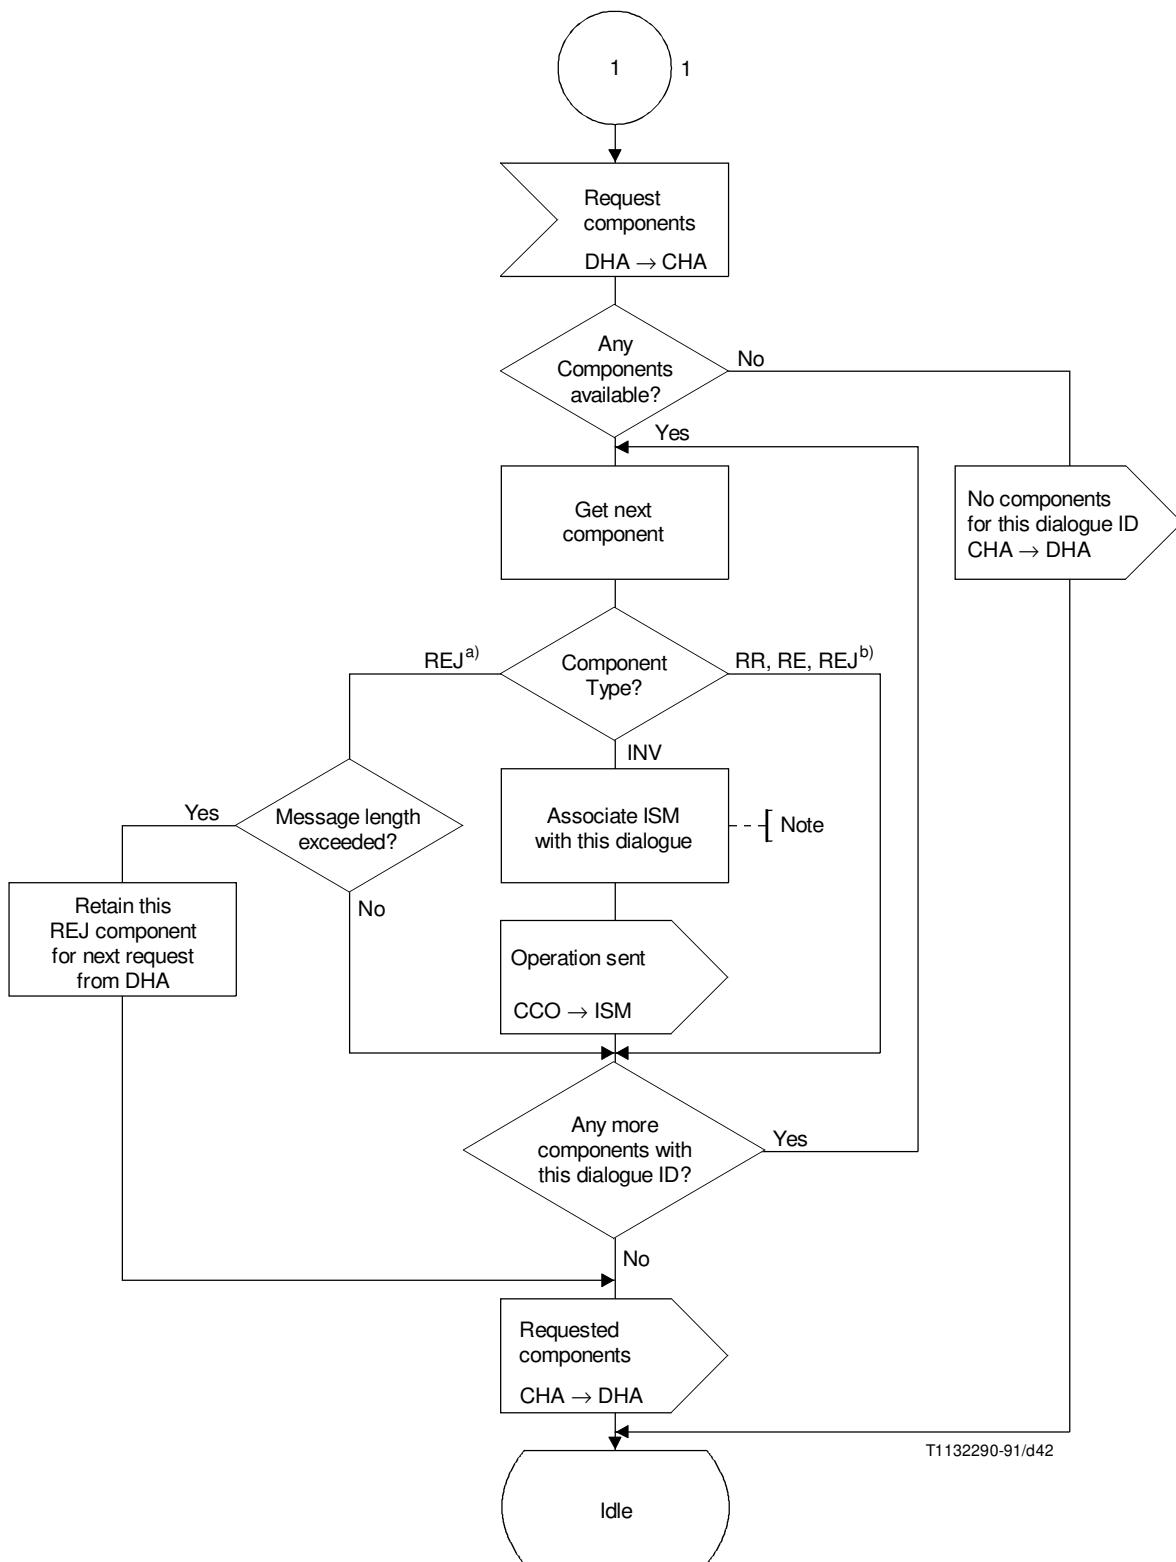 1
1
Request
components
DHA → CHA
Any
Components
available?
No
Yes
Get next
component
No components
for this dialogue ID
CHA → DHA
REJa)
Component
Type?
RR, RE, REJb)
INV
Yes
Message length
exceeded?
Associate ISM
with this dialogue
Note
No
Retain this
REJ component
for next request
from DHA
Operation sent
CCO → ISM
Any more
components with
this dialogue ID?
Yes
No
Requested
components
CHA → DHA
T1132290-91/d42
Idle